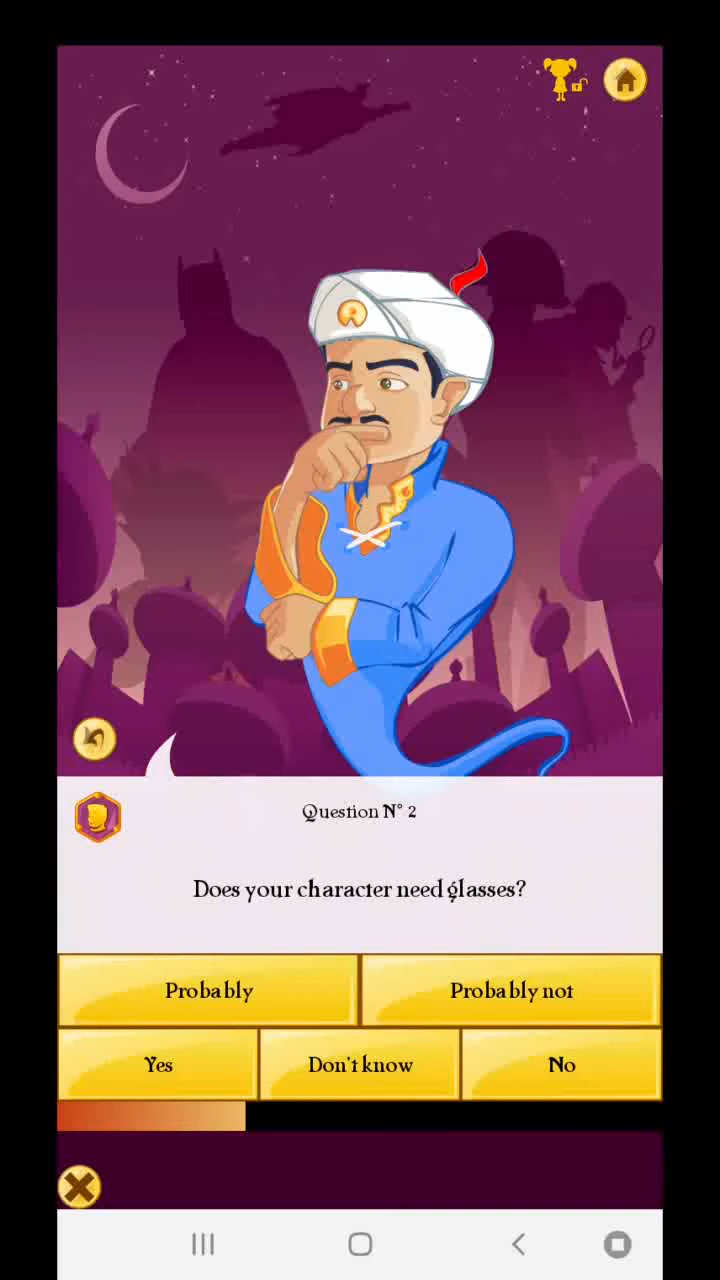 Question N° 2
Does your character need glasses?
Probably
Probably not
Yes
Don't know
No